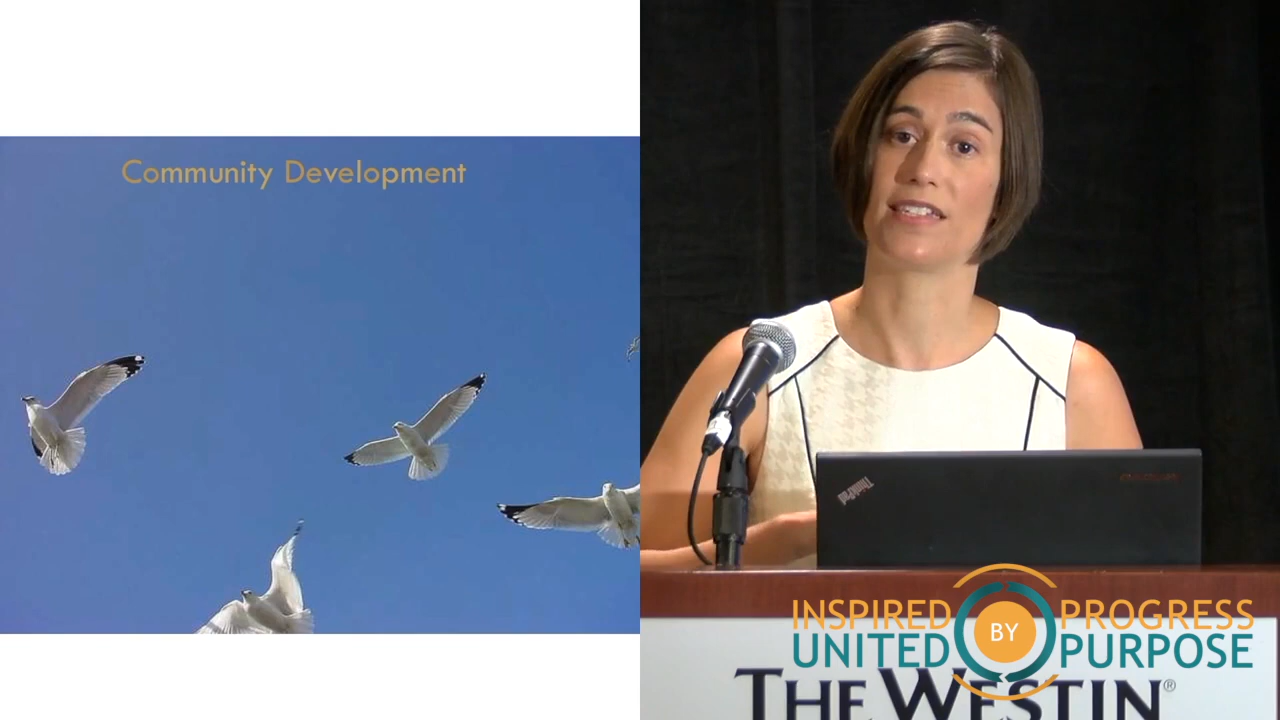 Community Development
ThinkPad
INSPIRED BY PROGRESS
UNITED PURPOSE
THE WESTIN®